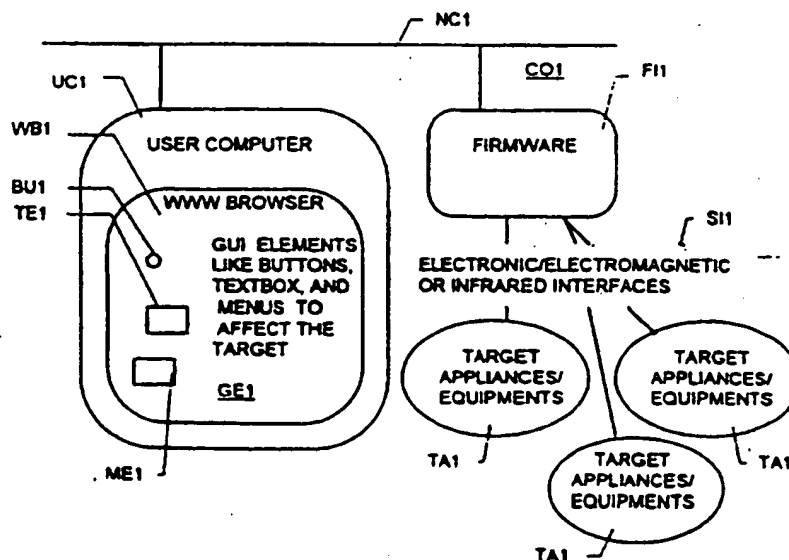 NC1
UC1
CO1
FI1
WB1
USER COMPUTER
FIRMWARE
BU1
WWW BROWSER
TE1
GUI ELEMENTS
LIKE BUTTONS,
TEXTBOX, AND
MENUS TO
AFFECT THE
TARGET
GE1
ME1
SI1
ELECTRONIC/ELECTROMAGNETIC
OR INFRARED INTERFACES
TARGET
APPLIANCES/
EQUIPMENTS
TA1
TARGET
APPLIANCES/
EQUIPMENTS
TA1
TARGET
APPLIANCES/
EQUIPMENTS
TA1